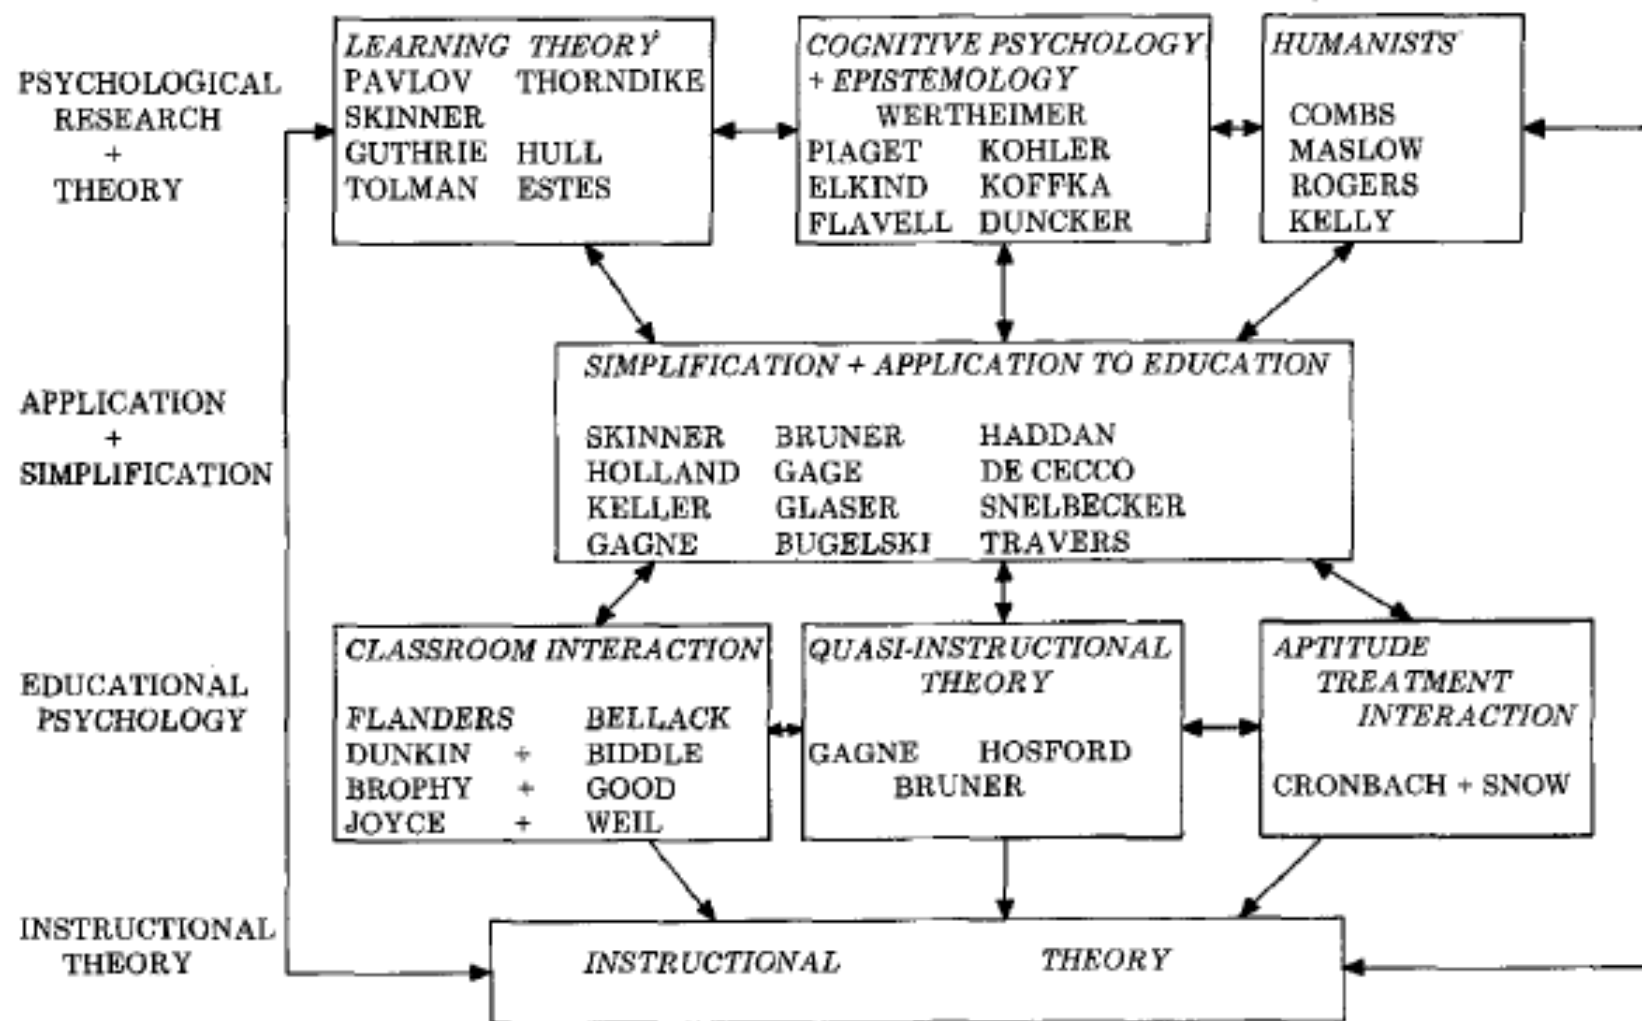 PSYCHOLOGICAL
RESEARCH
+
THEORY
LEARNING THEORY
PAVLOV THORNDIKE
SKINNER
GUTHRIE HULL
TOLMAN ESTES
COGNITIVE PSYCHOLOGY
+ EPISTEMOLOGY
WERTHEIMER
PIAGET KOHLER
ELKIND KOFFKA
FLAVELL DUNCKER
HUMANISTS
COMBS
MASLOW
ROGERS
KELLY
APPLICATION
+
SIMPLIFICATION
SIMPLIFICATION + APPLICATION TO EDUCATION
SKINNER BRUNER HADDAN
HOLLAND GAGE DE CECCO
KELLER GLASER SNELBECKER
GAGNE BUGELSKI TRAVERS
EDUCATIONAL
PSYCHOLOGY
CLASSROOM INTERACTION
FLANDERS BELLACK
DUNKIN + BIDDLE
BROPHY + GOOD
JOYCE + WEIL
QUASI-INSTRUCTIONAL
THEORY
GAGNE HOSFORD
BRUNER
APTITUDE
TREATMENT
INTERACTION
CRONBACH + SNOW
INSTRUCTIONAL
THEORY
INSTRUCTIONAL THEORY